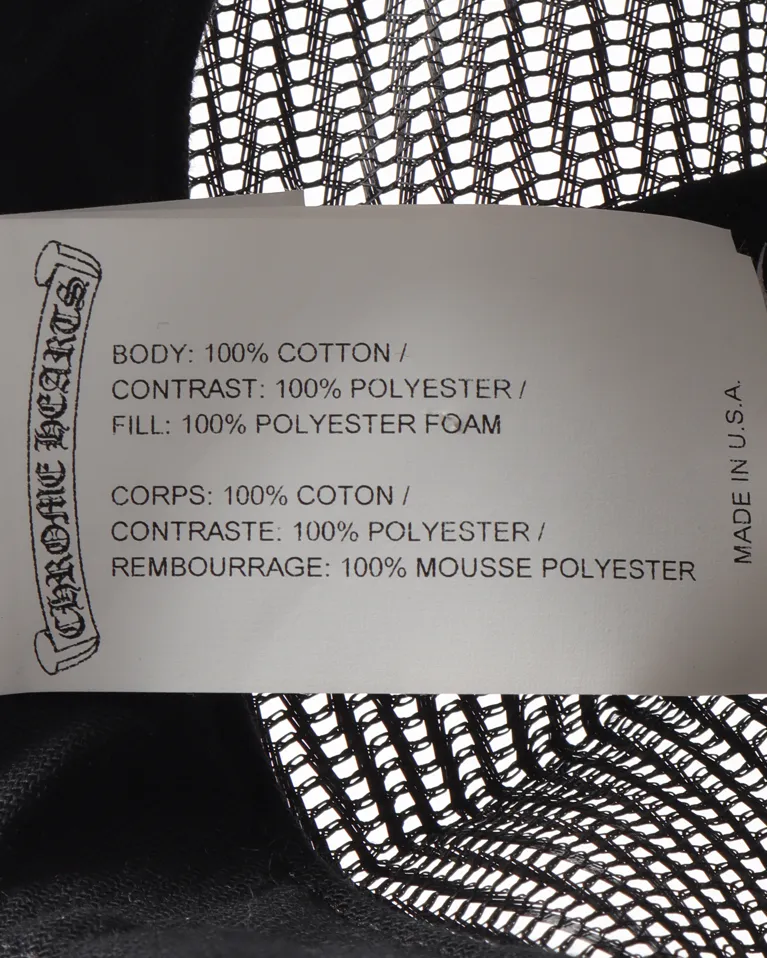 CHROME HEARTS
BODY: 100% COTTON /
CONTRAST: 100% POLYESTER /
FILL: 100% POLYESTER FOAM
CORPS: 100% COTON /
CONTRASTE: 100% POLYESTER /
REMBOURRAGE: 100% MOUSSE POLYESTER
MADE IN U.S.A.